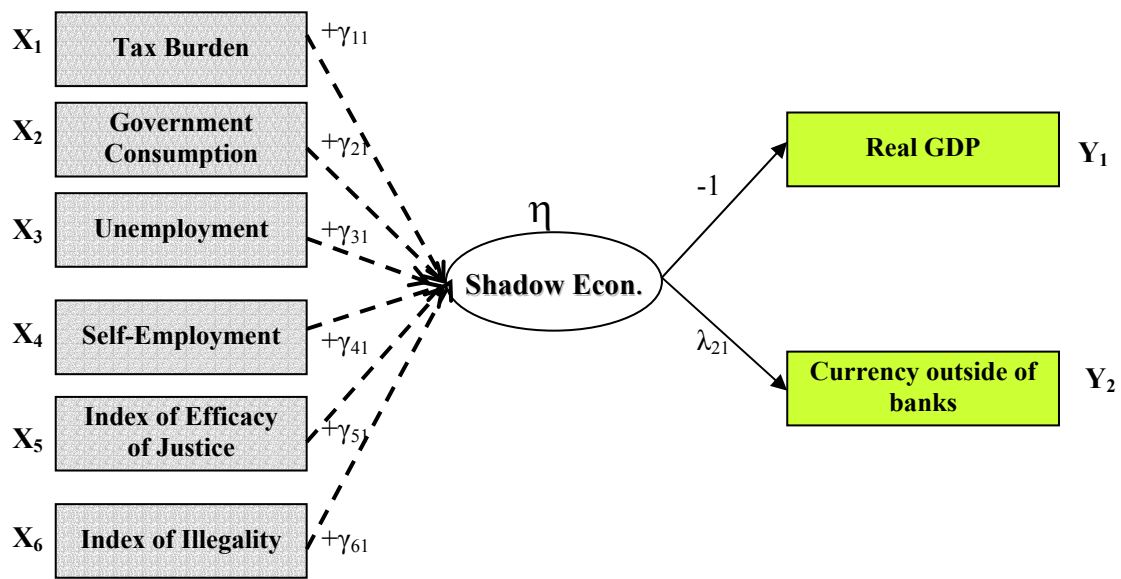 X₁ Tax Burden +γ₁₁
X₂ Government
Consumption +γ₂₁
X₃ Unemployment +γ₃₁
X₄ Self-Employment +γ₄₁
X₅ Index of Efficacy
of Justice +γ₅₁
X₆ Index of Illegality +γ₆₁
η
Shadow Econ.
-1
λ₂₁
Real GDP Y₁
Currency outside of
banks Y₂